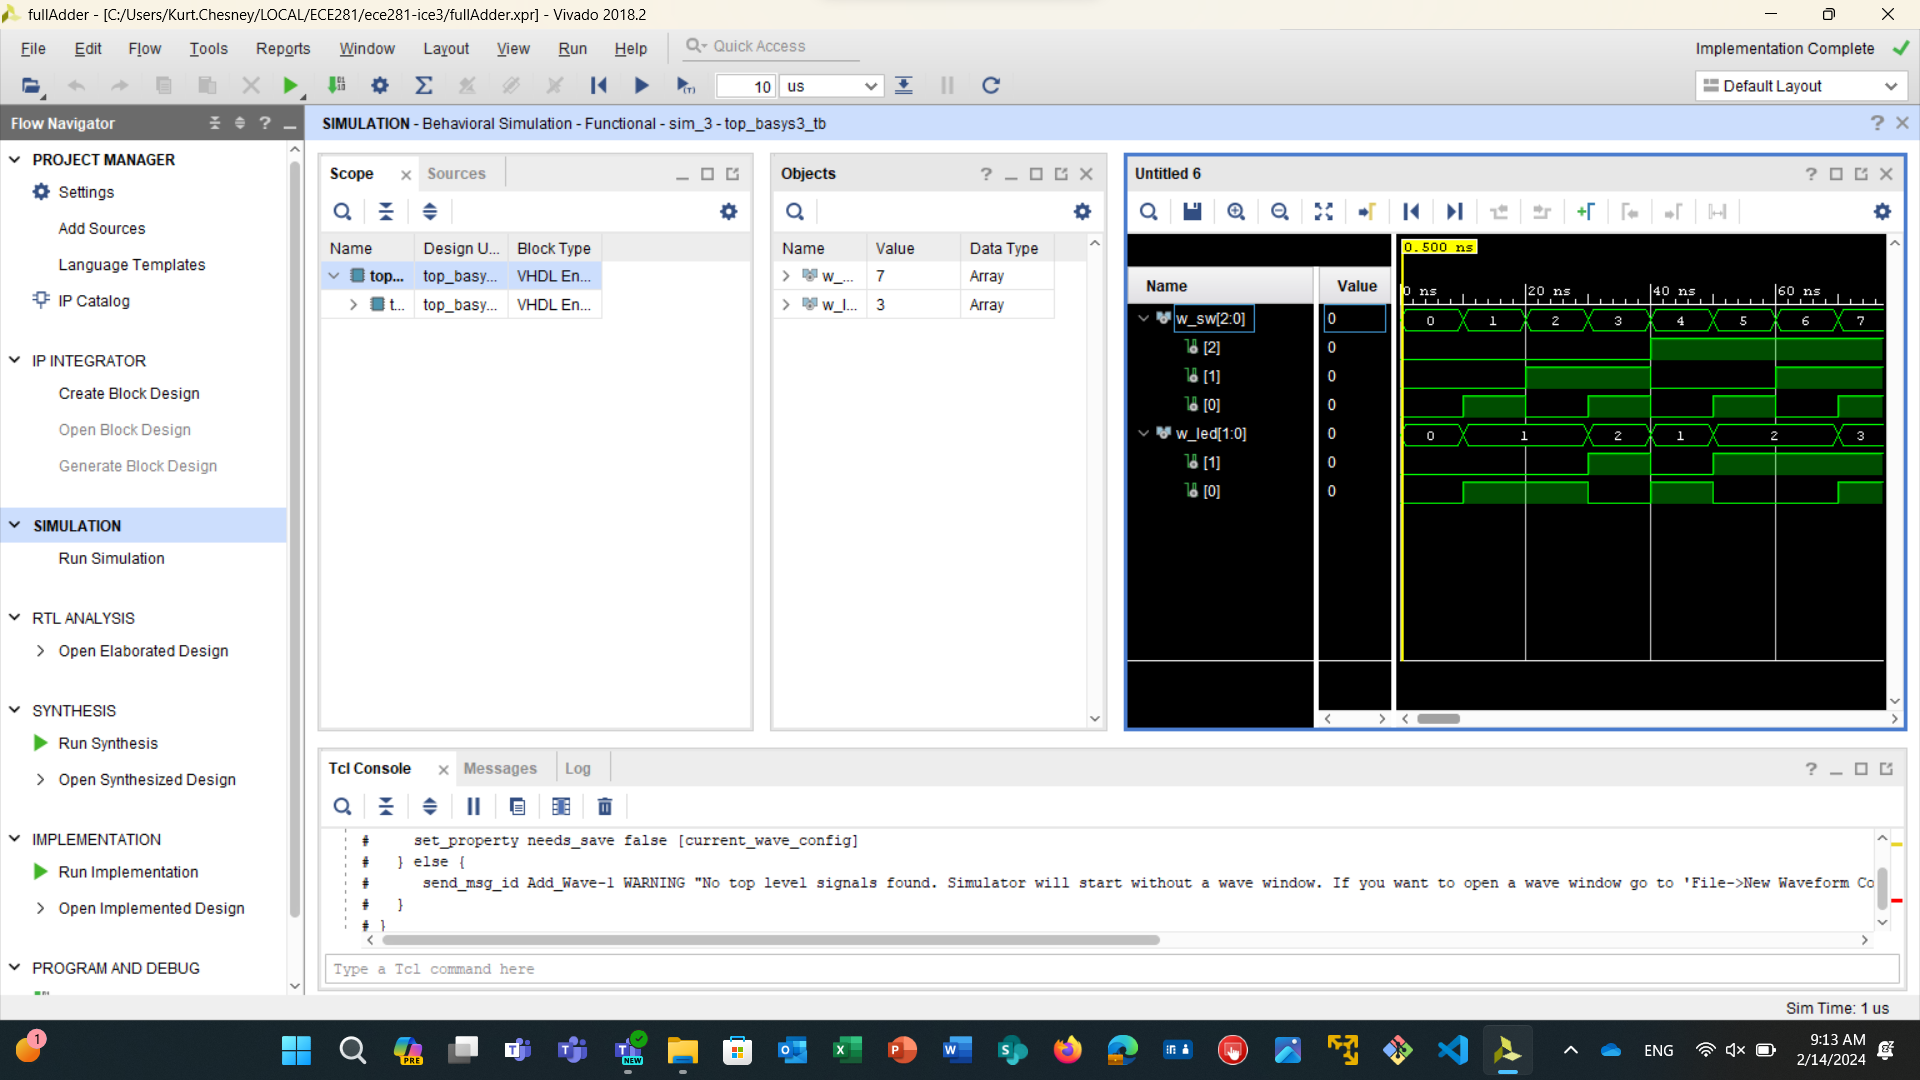 fullAdder - [C:/Users/Kurt.Chesney/LOCAL/ECE281/ece281-ice3/fullAdder.xpr] - Vivado 2018.2
File Edit Flow Tools Reports Window Layout View Run Help Quick Access
Implementation Complete
10 us
Default Layout
Flow Navigator
SIMULATION - Behavioral Simulation - Functional - sim_3 - top_basys3_tb
PROJECT MANAGER
Settings
Add Sources
Language Templates
IP Catalog
IP INTEGRATOR
Create Block Design
Open Block Design
Generate Block Design
SIMULATION
Run Simulation
RTL ANALYSIS
Open Elaborated Design
SYNTHESIS
Run Synthesis
Open Synthesized Design
IMPLEMENTATION
Run Implementation
Open Implemented Design
PROGRAM AND DEBUG
Scope Sources
Name Design U... Block Type
top... top_basy... VHDL En...
t... top_basy... VHDL En...
Objects
Name Value Data Type
w_... 7 Array
w_l... 3 Array
Untitled 6
0.500 ns
Name Value
0 ns 20 ns 40 ns 60 ns
w_sw[2:0] 0 0 1 2 3 4 5 6 7
[2] 0
[1] 0
[0] 0
w_led[1:0] 0 0 1 2 1 2 3
[1] 0
[0] 0
Tcl Console Messages Log
# set_property needs_save false [current_wave_config]
# } else {
# send_msg_id Add_Wave-1 WARNING "No top level signals found. Simulator will start without a wave window. If you want to open a wave window go to 'File->New Waveform Co
# }
# }
Type a Tcl command here
Sim Time: 1 us
1
PRE
NEW
ENG
9:13 AM
2/14/2024